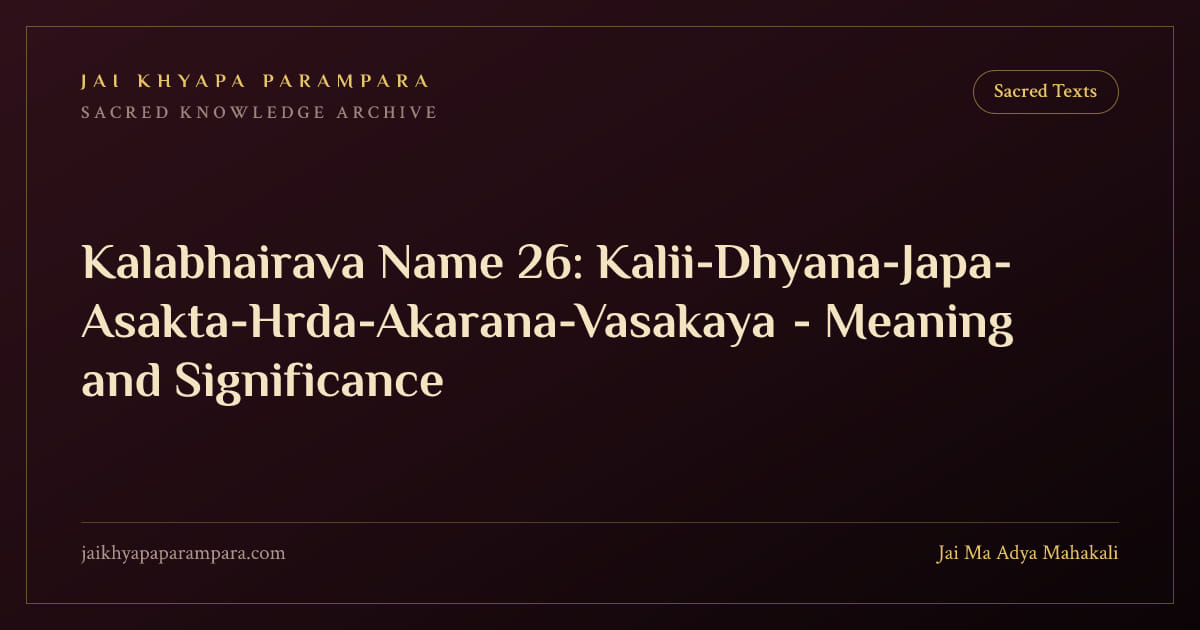 JAI KHYAPA PARAMPARA
SACRED KNOWLEDGE ARCHIVE
Sacred Texts
Kalabhairava Name 26: Kalii-Dhyana-Japa-
Asakta-Hrda-Akarana-Vasakaya - Meaning
and Significance
jaikhyapaparampara.com
Jai Ma Adya Mahakali